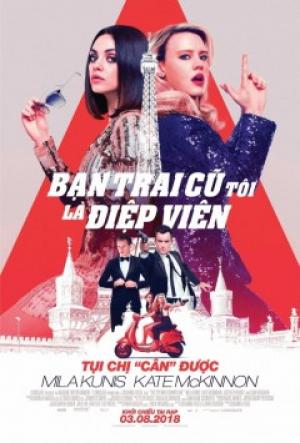 BẠN TRAI CŨ TÔI
LÀ ĐIỆP VIÊN
TỤI CHỊ “CÂN” ĐƯỢC
MILA KUNIS KATE McKINNON
KHỞI CHIẾU TẠI RẠP
03.08.2018